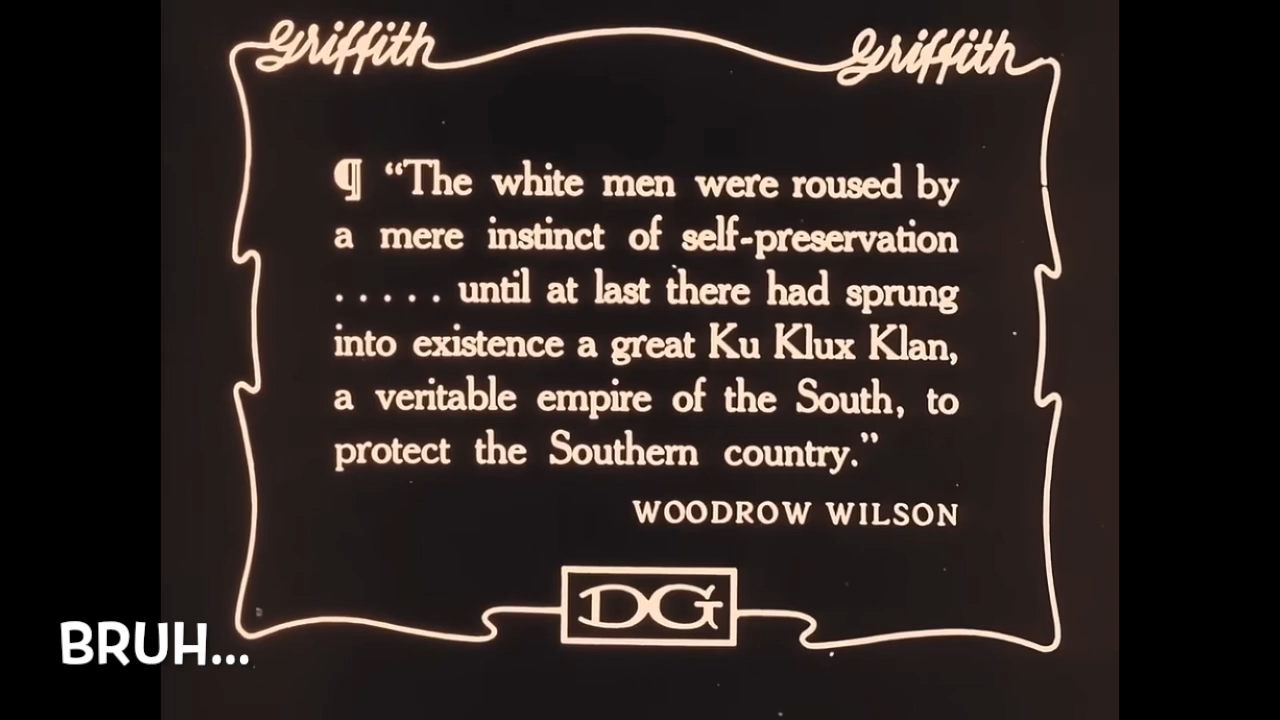 Griffith Griffith
¶ “The white men were roused by
a mere instinct of self-preservation
. . . . . until at last there had sprung
into existence a great Ku Klux Klan,
a veritable empire of the South, to
protect the Southern country.”
WOODROW WILSON
DG
BRUH...